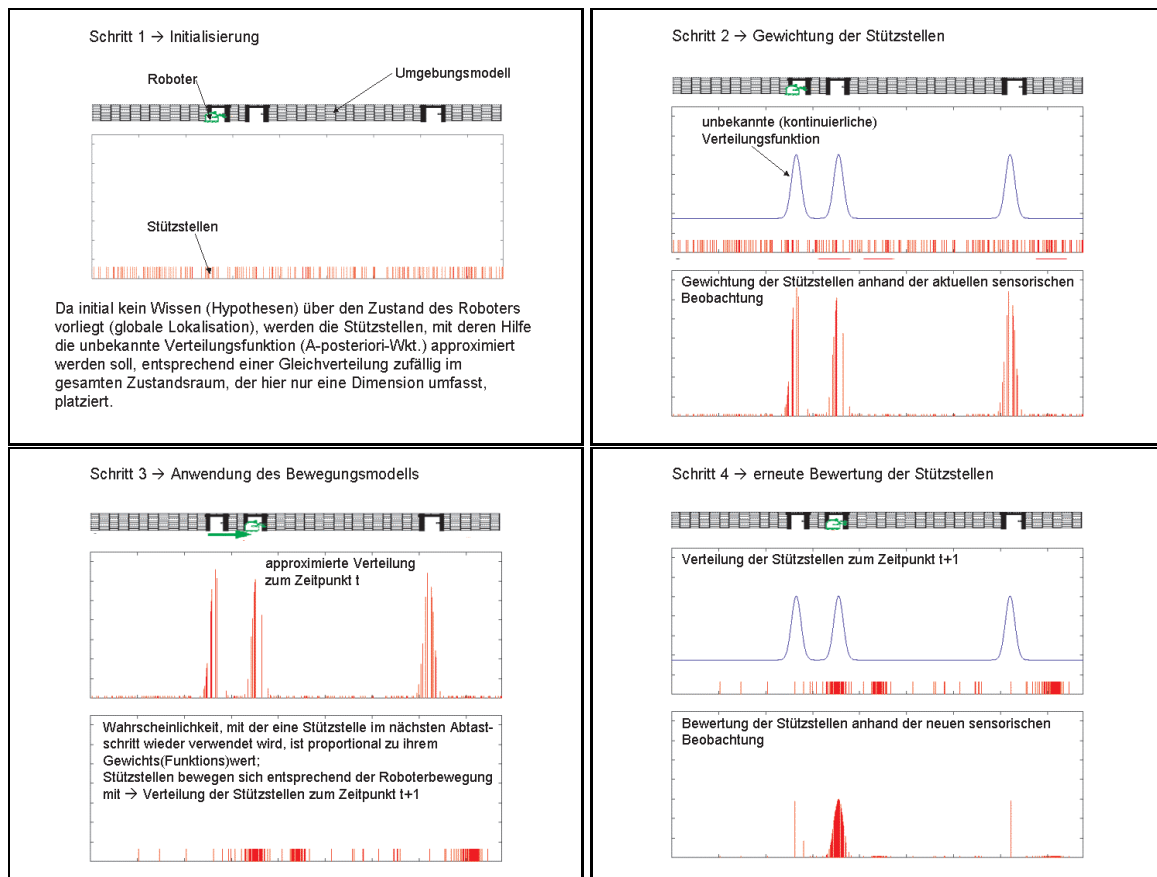 Schritt 1 → Initialisierung
Roboter
Umgebungsmodell
Stützstellen
Da initial kein Wissen (Hypothesen) über den Zustand des Roboters
vorliegt (globale Lokalisation), werden die Stützstellen, mit deren Hilfe
die unbekannte Verteilungsfunktion (A-posteriori-Wkt.) approximiert
werden soll, entsprechend einer Gleichverteilung zufällig im
gesamten Zustandsraum, der hier nur eine Dimension umfasst,
platziert.
Schritt 2 → Gewichtung der Stützstellen
unbekannte (kontinuierliche)
Verteilungsfunktion
Gewichtung der Stützstellen anhand der aktuellen sensorischen
Beobachtung
Schritt 3 → Anwendung des Bewegungsmodells
approximierte Verteilung
zum Zeitpunkt t
Wahrscheinlichkeit, mit der eine Stützstelle im nächsten Abtast-
schritt wieder verwendet wird, ist proportional zu ihrem
Gewichts(Funktions)wert;
Stützstellen bewegen sich entsprechend der Roboterbewegung
mit → Verteilung der Stützstellen zum Zeitpunkt t+1
Schritt 4 → erneute Bewertung der Stützstellen
Verteilung der Stützstellen zum Zeitpunkt t+1
Bewertung der Stützstellen anhand der neuen sensorischen
Beobachtung